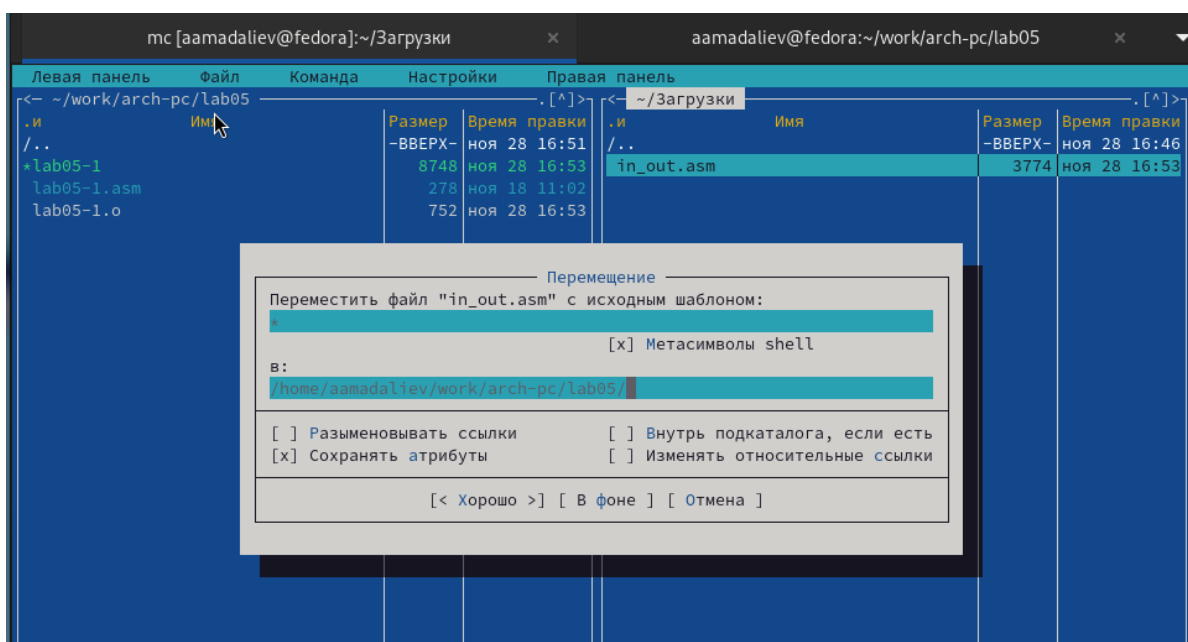 mc [aamadaliev@fedora]:~/Загрузки × aamadaliev@fedora:~/work/arch-pc/lab05 ×
Левая панель Файл Команда Настройки Правая панель
<— ~/work/arch-pc/lab05 .[^]> <— ~/Загрузки .[^]>
.и Имя Размер Время правки .и Имя Размер Время правки
/.. -ВВЕРХ- ноя 28 16:51 /.. -ВВЕРХ- ноя 28 16:46
*lab05-1 8748 ноя 28 16:53 in_out.asm 3774 ноя 28 16:53
lab05-1.asm 278 ноя 18 11:02
lab05-1.o 752 ноя 28 16:53
Перемещение
Переместить файл "in_out.asm" с исходным шаблоном:
*
[x] Метасимволы shell
в:
/home/aamadaliev/work/arch-pc/lab05/
[ ] Разыменовывать ссылки [ ] Внутрь подкаталога, если есть
[x] Сохранять атрибуты [ ] Изменять относительные ссылки
[< Хорошо >] [ В фоне ] [ Отмена ]